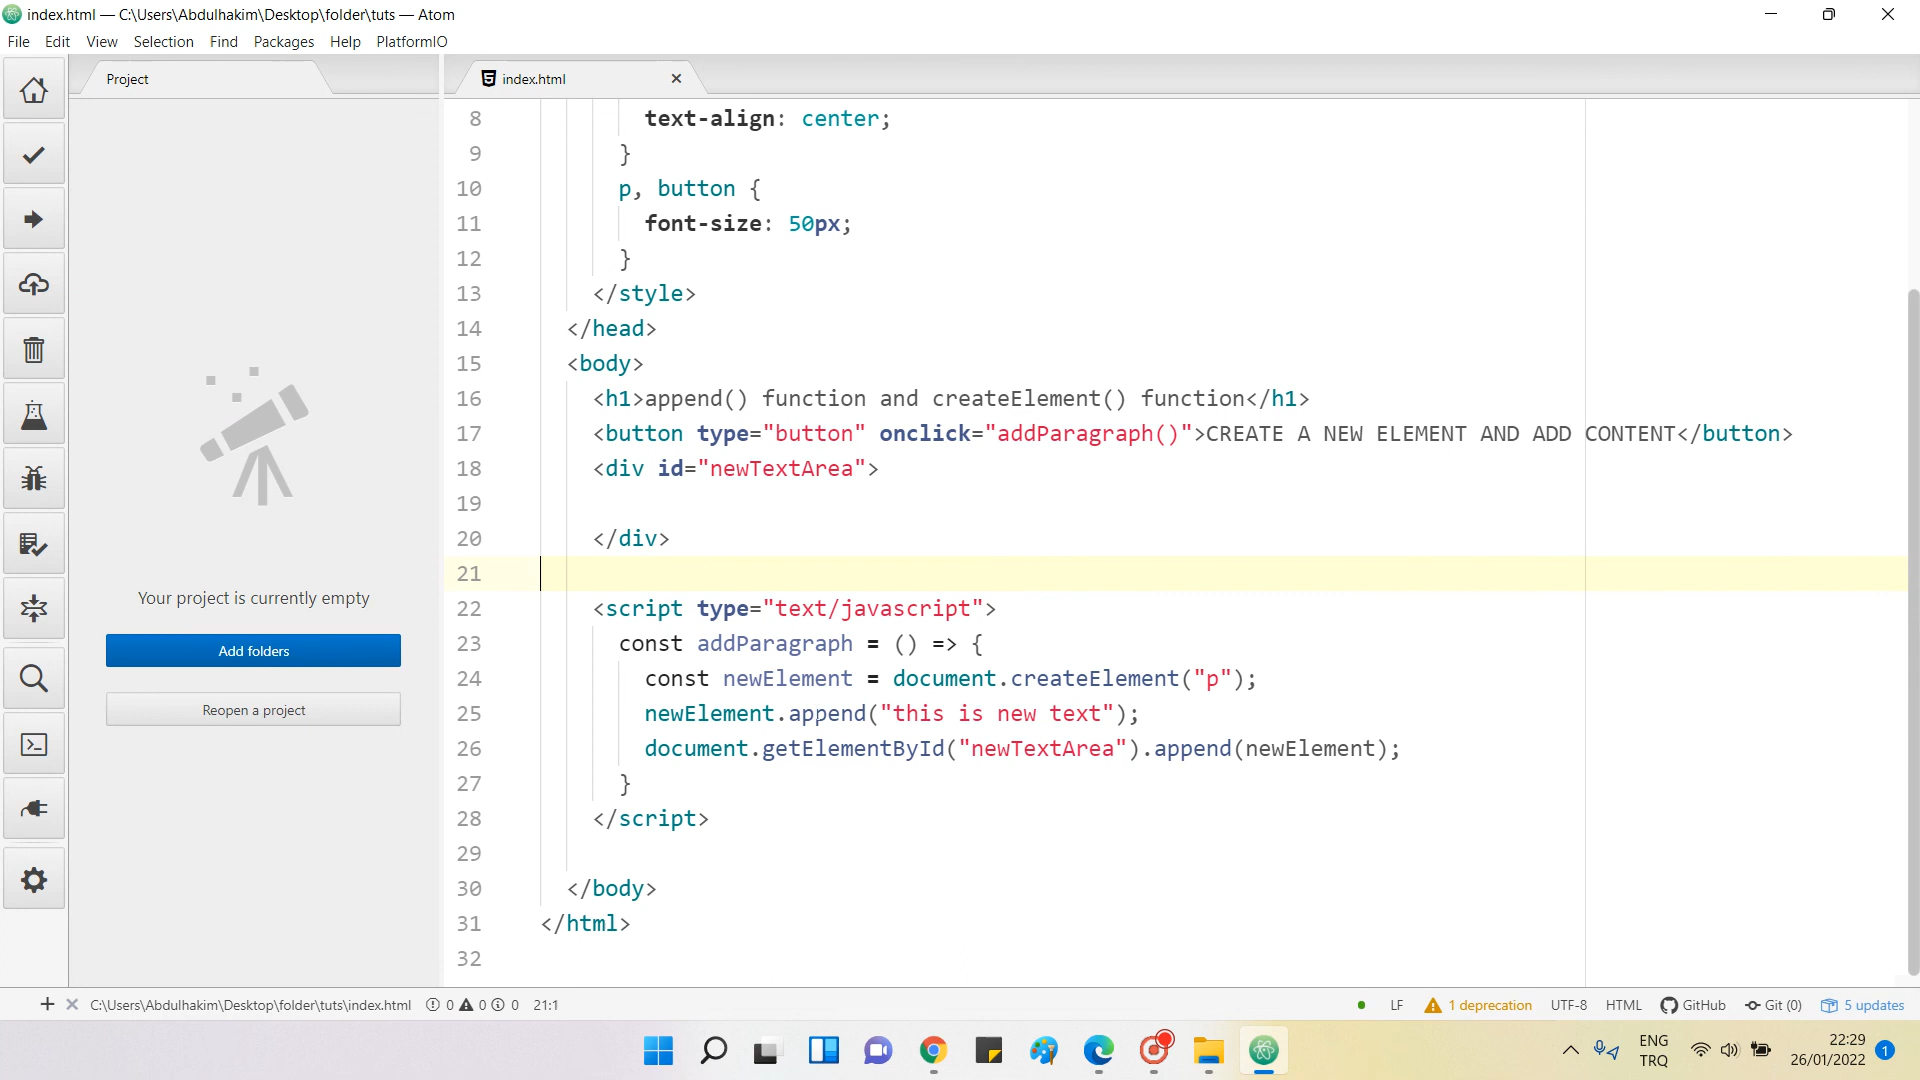 index.html — C:\Users\Abdulhakim\Desktop\folder\tuts — Atom
File Edit View Selection Find Packages Help PlatformIO
Project
index.html
8 text-align: center;
9 }
10 p, button {
11 font-size: 50px;
12 }
13 </style>
14 </head>
15 <body>
16 <h1>append() function and createElement() function</h1>
17 <button type="button" onclick="addParagraph()">CREATE A NEW ELEMENT AND ADD CONTENT</button>
18 <div id="newTextArea">
19
20 </div>
21
22 <script type="text/javascript">
23 const addParagraph = () => {
24 const newElement = document.createElement("p");
25 newElement.append("this is new text");
26 document.getElementById("newTextArea").append(newElement);
27 }
28 </script>
29
30 </body>
31 </html>
32
Your project is currently empty
Add folders
Reopen a project
C:\Users\Abdulhakim\Desktop\folder\tuts\index.html 0 0 0 21:1 LF 1 deprecation UTF-8 HTML GitHub Git (0) 5 updates
ENG
TRQ
22:29
26/01/2022
1